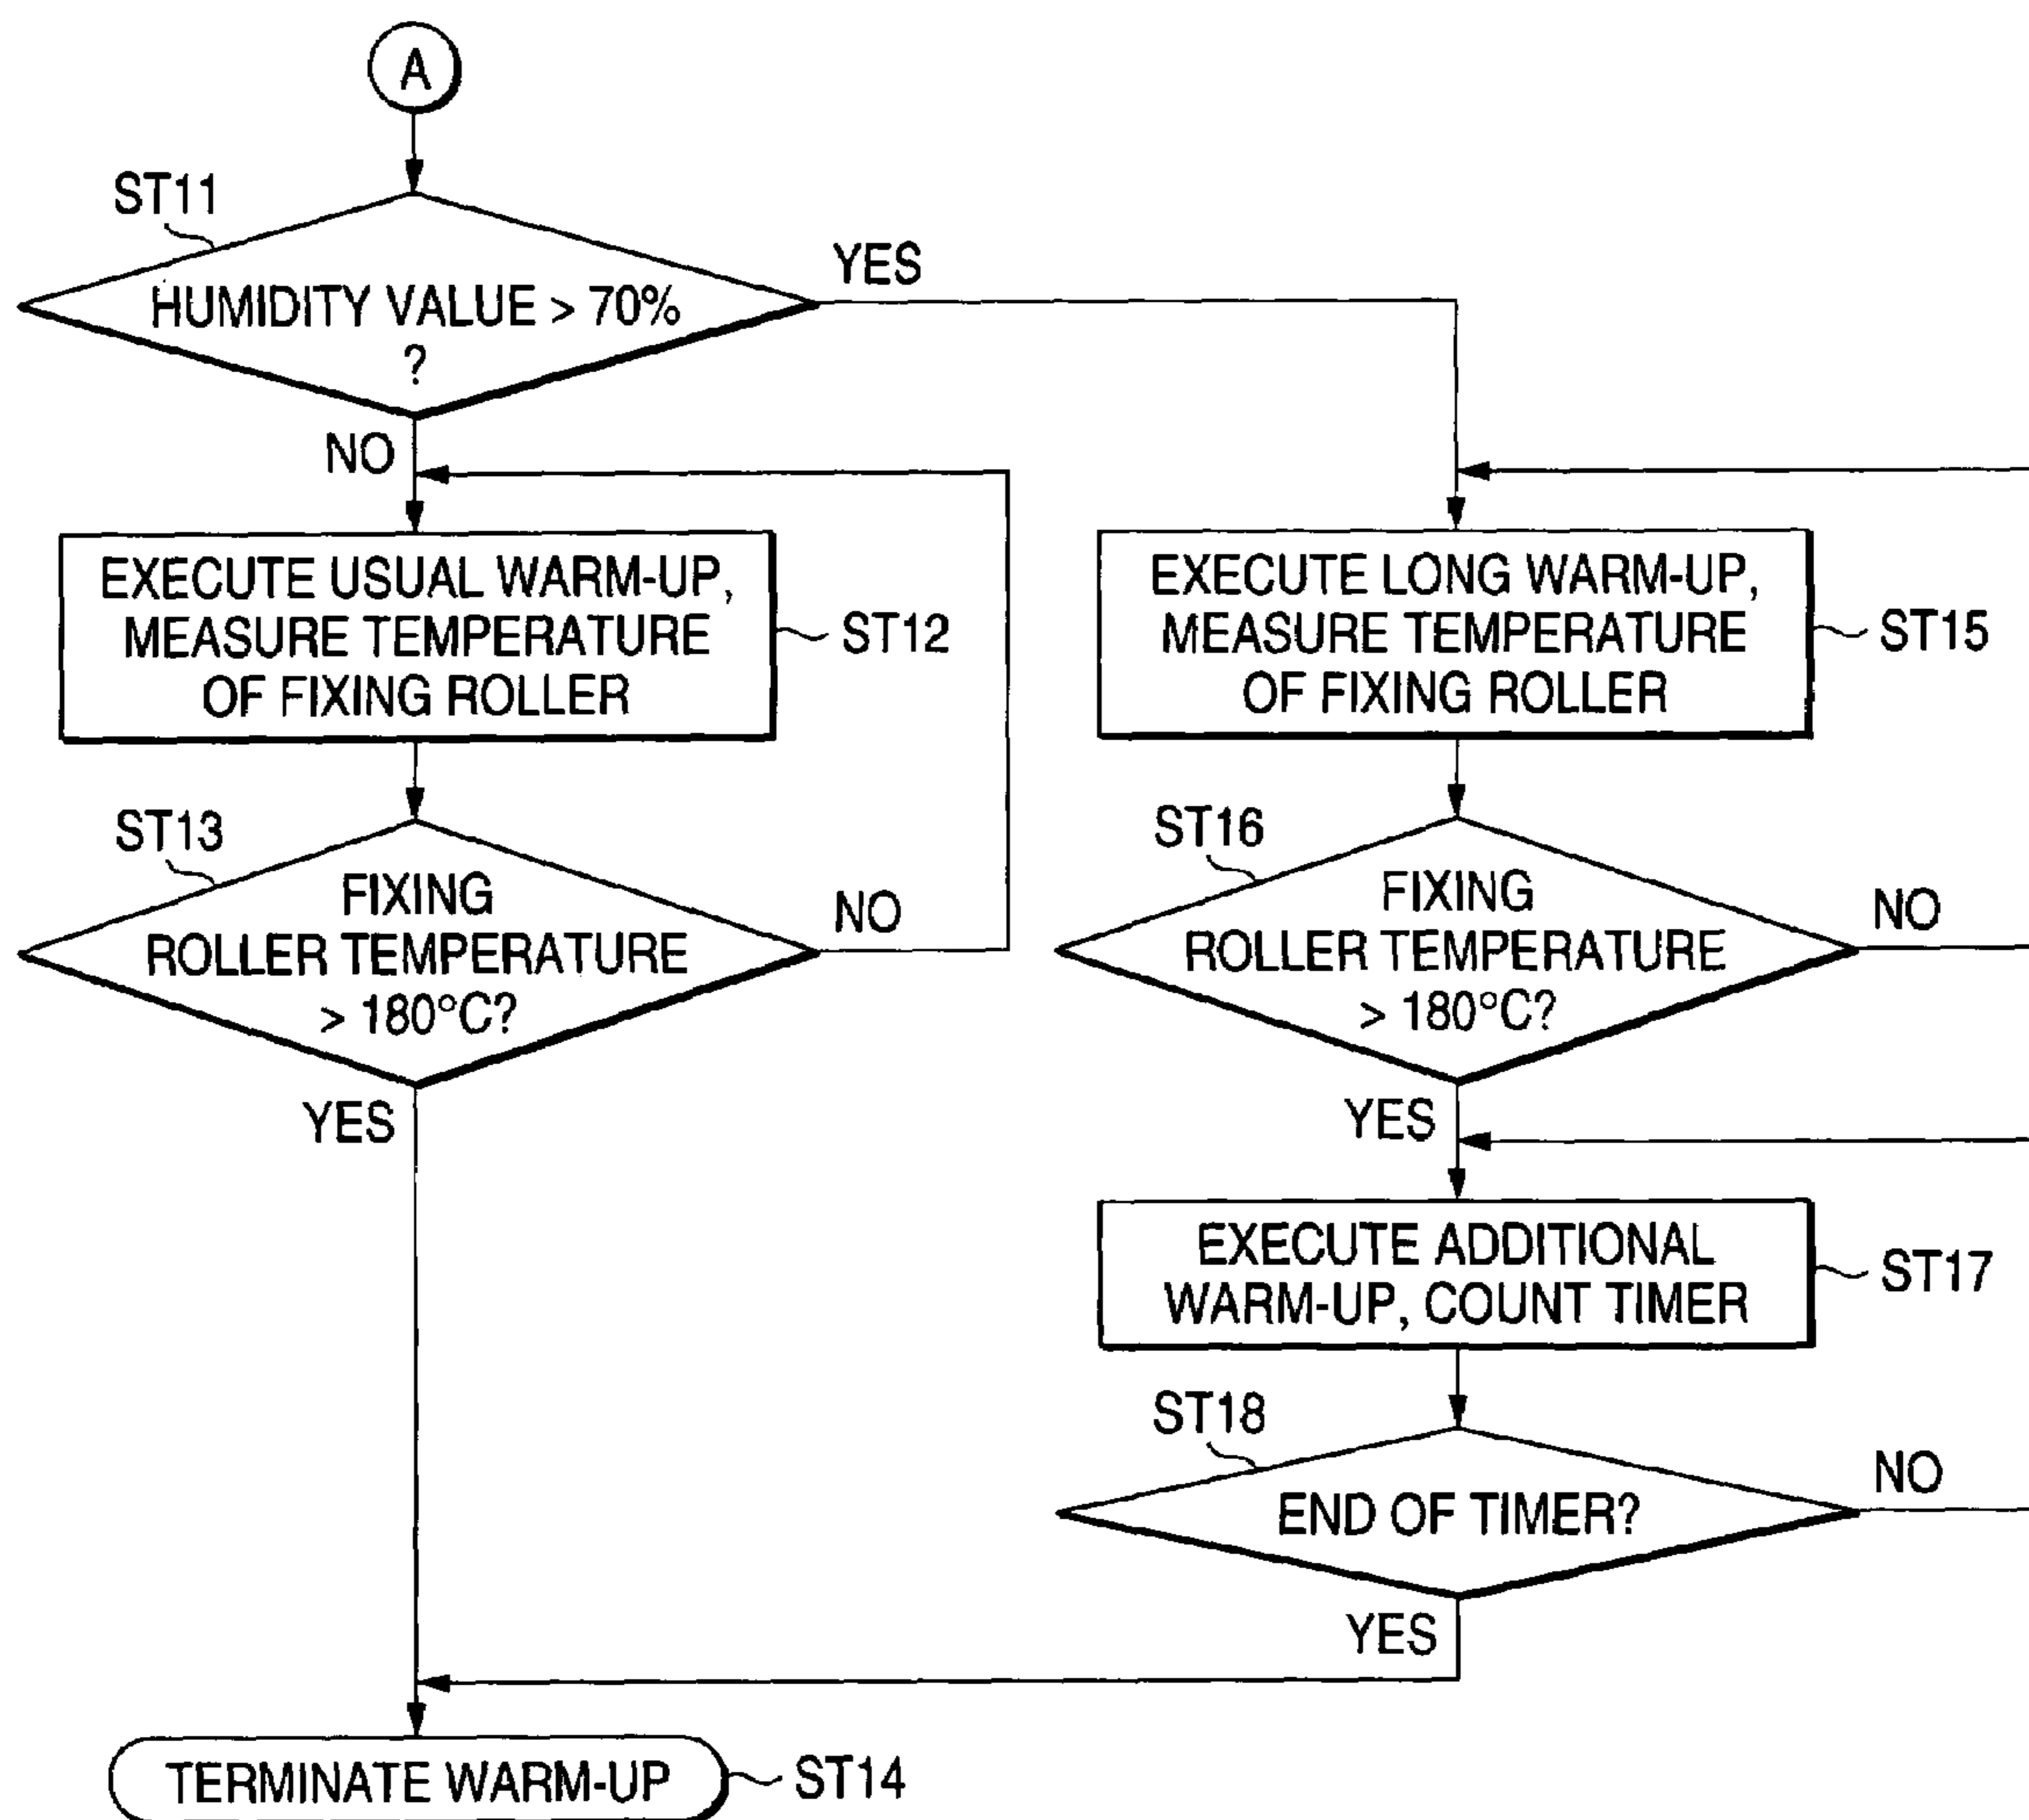 A
ST11
HUMIDITY VALUE > 70%
?
YES
NO
EXECUTE USUAL WARM-UP,
MEASURE TEMPERATURE
OF FIXING ROLLER
ST12
ST13
FIXING
ROLLER TEMPERATURE
> 180°C?
NO
YES
EXECUTE LONG WARM-UP,
MEASURE TEMPERATURE
OF FIXING ROLLER
ST15
ST16
FIXING
ROLLER TEMPERATURE
> 180°C?
NO
YES
EXECUTE ADDITIONAL
WARM-UP, COUNT TIMER
ST17
ST18
END OF TIMER?
NO
YES
TERMINATE WARM-UP
ST14